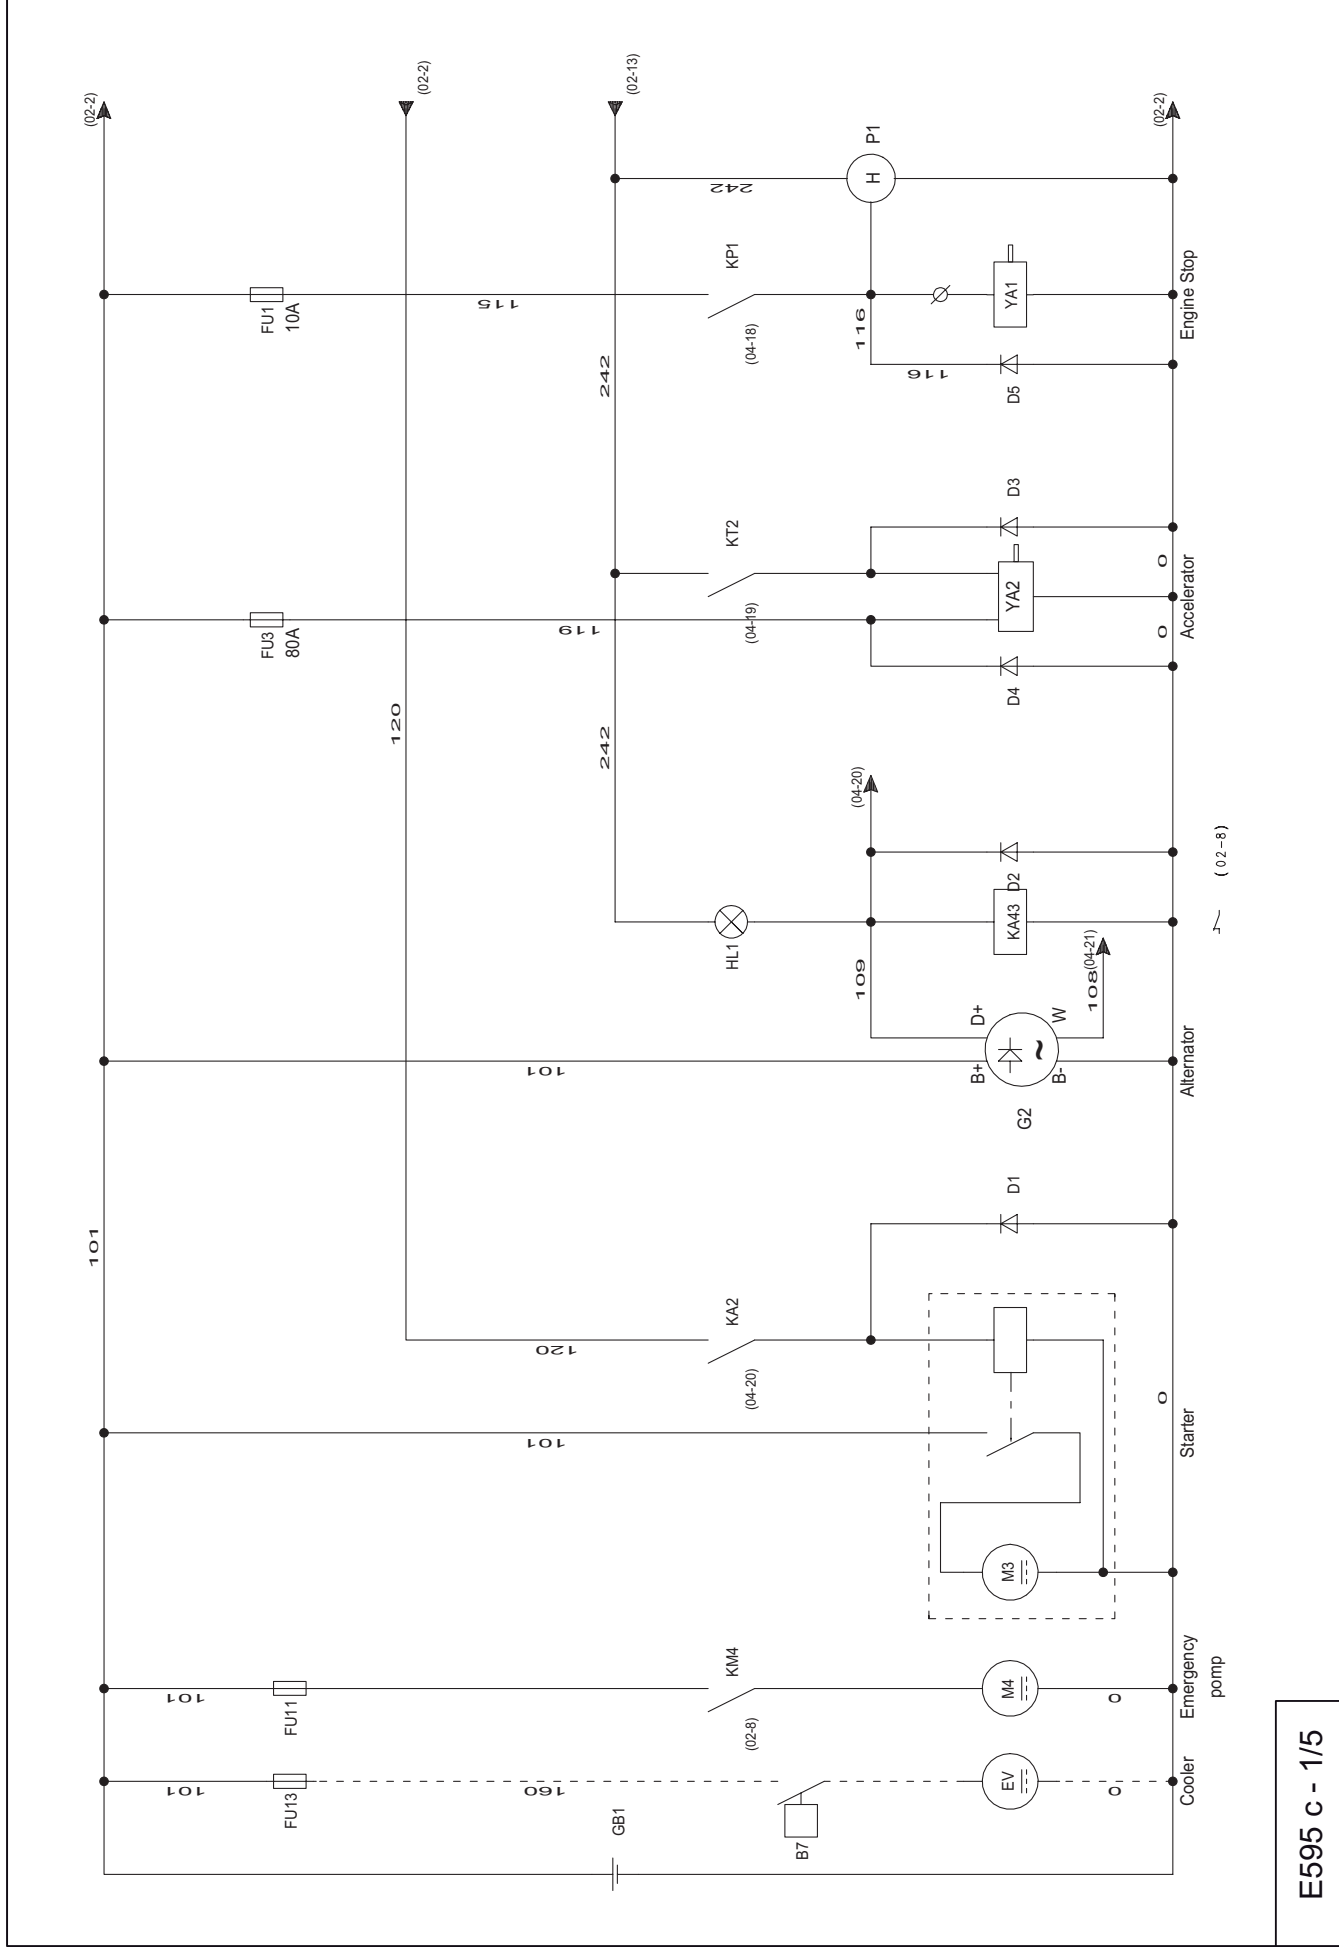 (02-2)
(02-2)
(02-13)
(02-2)
101
120
242
242
FU13
101
160
GB1
B7
EV
0
Cooler
FU11
101
KM4
(02-8)
M4
0
Emergency
pomp
101
M3
Starter
0
120
KA2
(04-20)
D1
101
B+
D+
B-
W
G2
Alternator
108
(04-21)
109
HL1
KA43
D2
(04-20)
(02-8)
FU3
80A
119
D4
KT2
(04-19)
YA2
D3
0
0
Accelerator
FU1
10A
115
KP1
(04-18)
116
116
D5
YA1
Engine Stop
242
H
P1
E595 c - 1/5